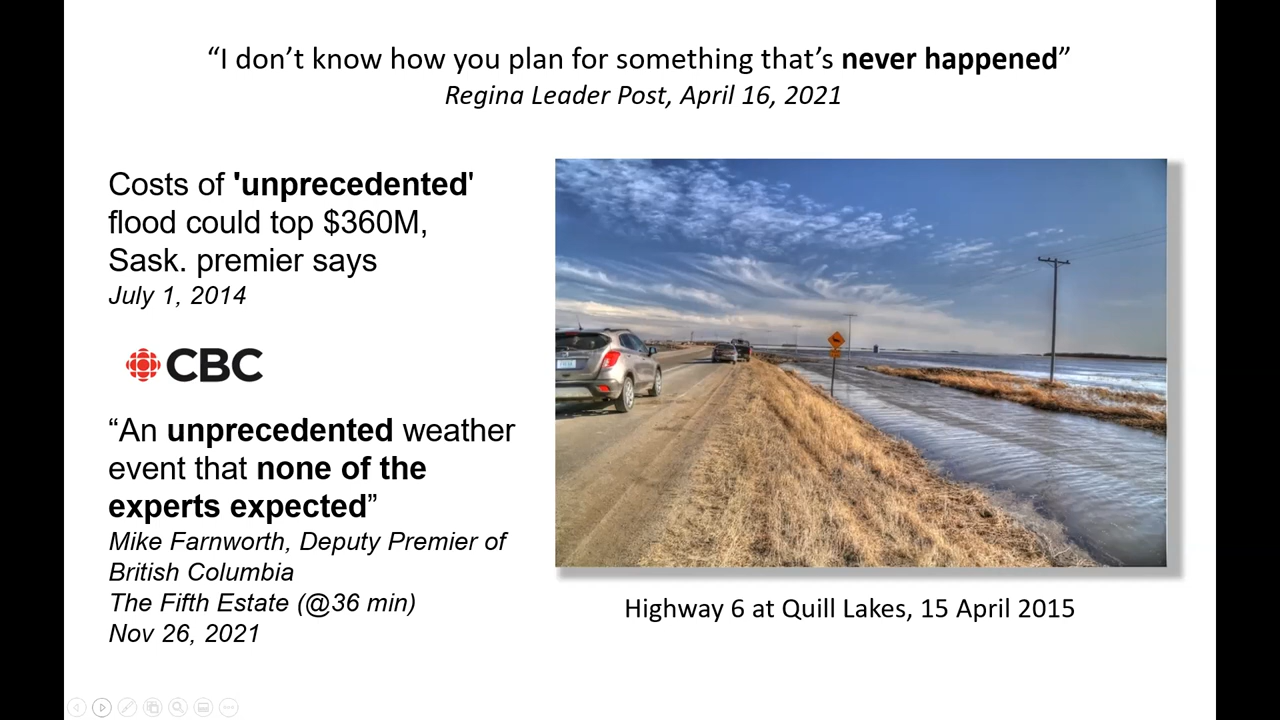 “I don’t know how you plan for something that’s never happened”
Regina Leader Post, April 16, 2021
Costs of 'unprecedented'
flood could top $360M,
Sask. premier says
July 1, 2014
CBC
“An unprecedented weather
event that none of the
experts expected”
Mike Farnworth, Deputy Premier of
British Columbia
The Fifth Estate (@36 min)
Nov 26, 2021
Highway 6 at Quill Lakes, 15 April 2015